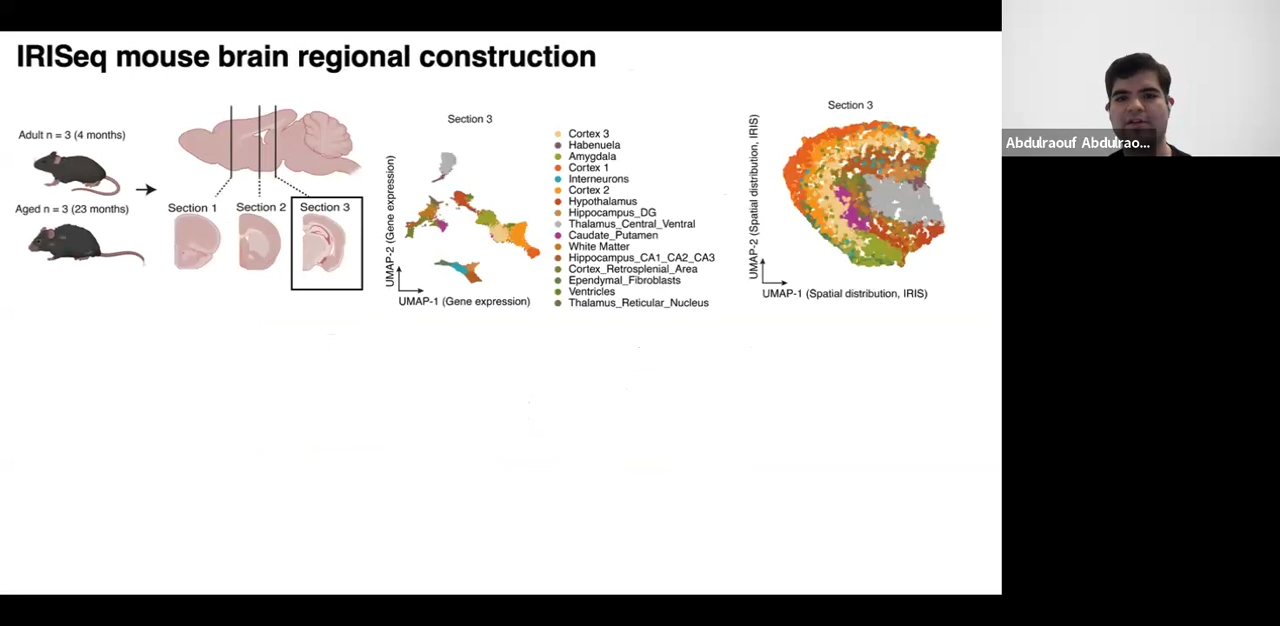 IRISeq mouse brain regional construction
Adult n = 3 (4 months)
Aged n = 3 (23 months)
Section 1
Section 2
Section 3
Section 3
UMAP-2 (Gene expression)
UMAP-1 (Gene expression)
Cortex 3
Habenuela
Amygdala
Cortex 1
Interneurons
Cortex 2
Hypothalamus
Hippocampus_DG
Thalamus_Central_Ventral
Caudate_Putamen
White Matter
Hippocampus_CA1_CA2_CA3
Cortex_Retrosplenial_Area
Ependymal_Fibroblasts
Ventricles
Thalamus_Reticular_Nucleus
Section 3
UMAP-2 (Spatial distribution, IRIS)
UMAP-1 (Spatial distribution, IRIS)
Abdulraouf Abdulrao...